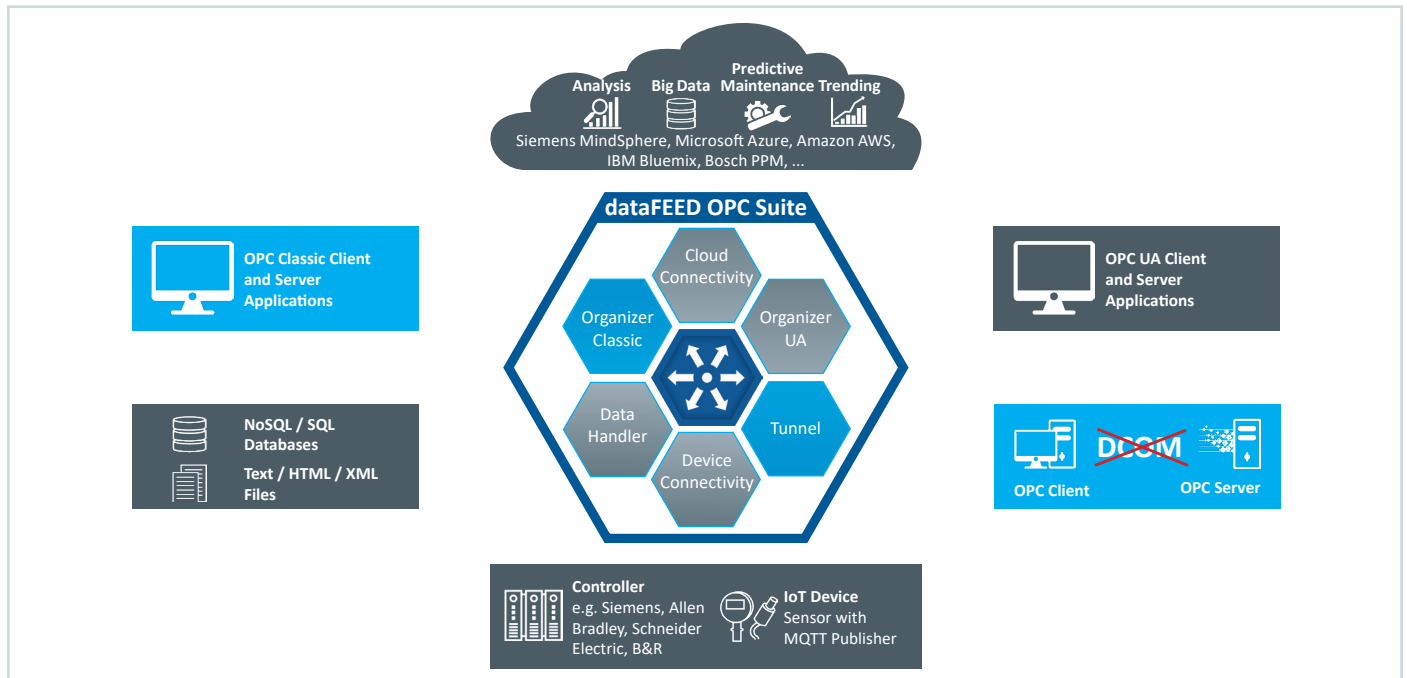 Predictive
Analysis Big Data Maintenance Trending
Siemens MindSphere, Microsoft Azure, Amazon AWS,
IBM Bluemix, Bosch PPM, ...
dataFEED OPC Suite
OPC Classic Client
and Server
Applications
Cloud
Connectivity
OPC UA Client
and Server
Applications
Organizer
Classic
Organizer
UA
NoSQL / SQL
Databases
Text / HTML / XML
Files
Data
Handler
Tunnel
Device
Connectivity
DCOM
OPC Client
OPC Server
Controller
e.g. Siemens, Allen
Bradley, Schneider
Electric, B&R
IoT Device
Sensor with
MQTT Publisher